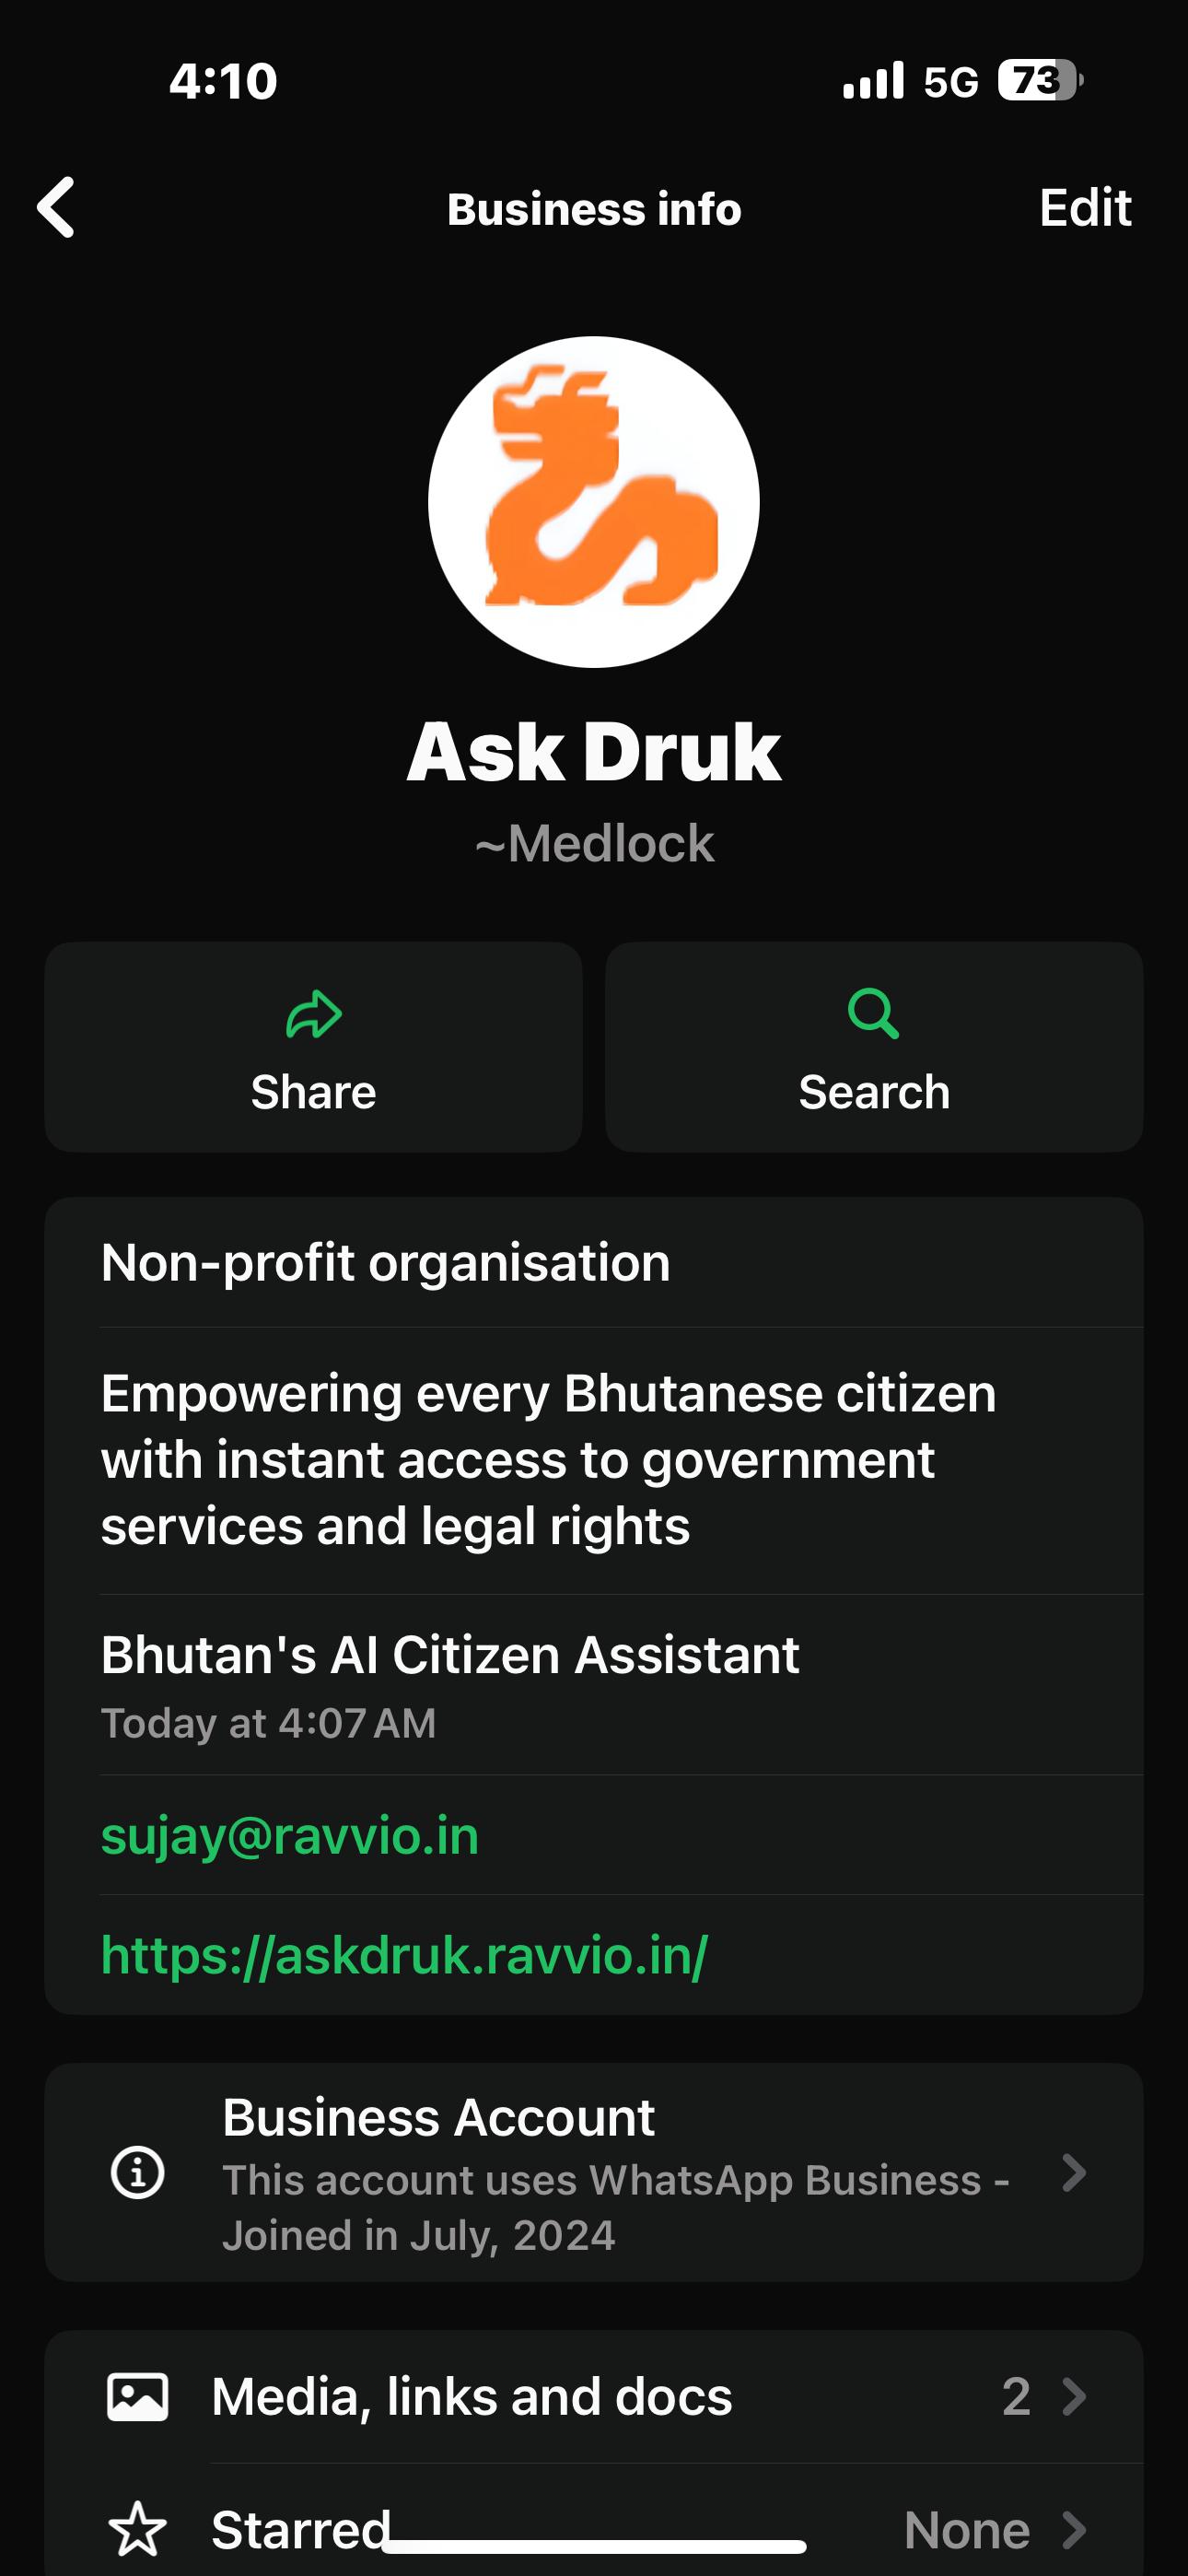 4:10
5G
73
Business info
Edit
Ask Druk
~Medlock
Share
Search
Non-profit organisation
Empowering every Bhutanese citizen
with instant access to government
services and legal rights
Bhutan's AI Citizen Assistant
Today at 4:07 AM
sujay@ravvio.in
https://askdruk.ravvio.in/
Business Account
This account uses WhatsApp Business -
Joined in July, 2024
Media, links and docs
2
Starred
None